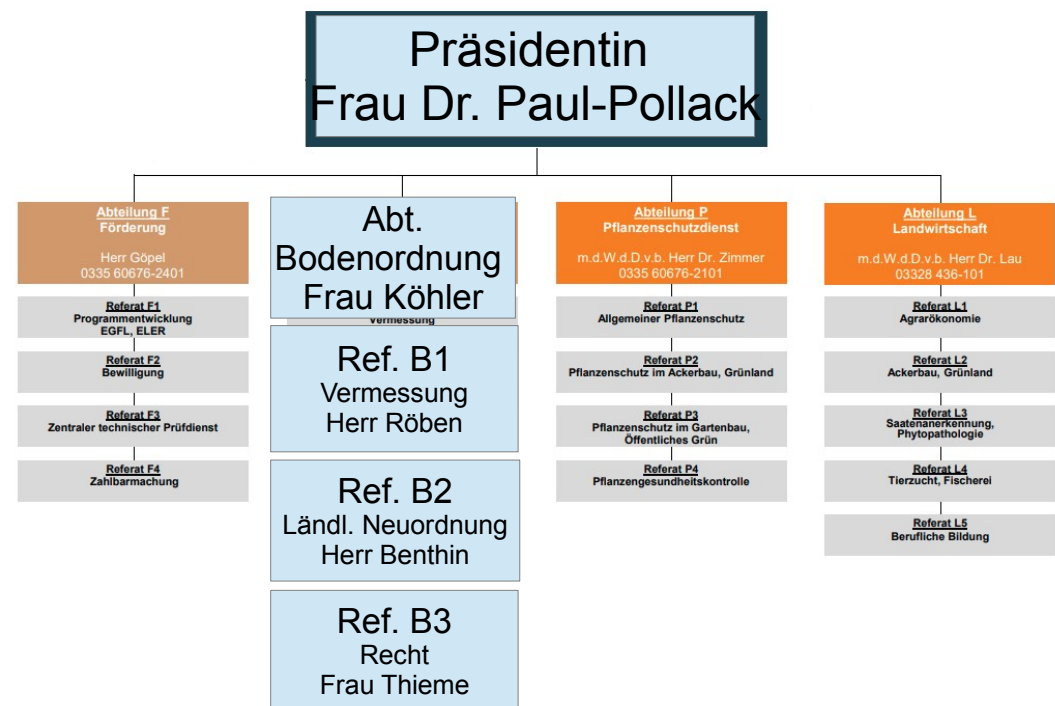 Präsidentin
Frau Dr. Paul-Pollack
Abteilung F
Förderung
Herr Göpel
0335 60676-2401
Referat F1
Programmentwicklung
EGFL, ELER
Referat F2
Bewilligung
Referat F3
Zentraler technischer Prüfdienst
Referat F4
Zahlbarmachung
Abt.
Bodenordnung
Frau Köhler
Vermessung
Ref. B1
Vermessung
Herr Röben
Ref. B2
Ländl. Neuordnung
Herr Benthin
Ref. B3
Recht
Frau Thieme
Abteilung P
Pflanzenschutzdienst
m.d.W.d.D.v.b. Herr Dr. Zimmer
0335 60676-2101
Referat P1
Allgemeiner Pflanzenschutz
Referat P2
Pflanzenschutz im Ackerbau, Grünland
Referat P3
Pflanzenschutz im Gartenbau,
Öffentliches Grün
Referat P4
Pflanzengesundheitskontrolle
Abteilung L
Landwirtschaft
m.d.W.d.D.v.b. Herr Dr. Lau
03328 436-101
Referat L1
Agrarökonomie
Referat L2
Ackerbau, Grünland
Referat L3
Saatenanerkennung,
Phytopathologie
Referat L4
Tierzucht, Fischerei
Referat L5
Berufliche Bildung